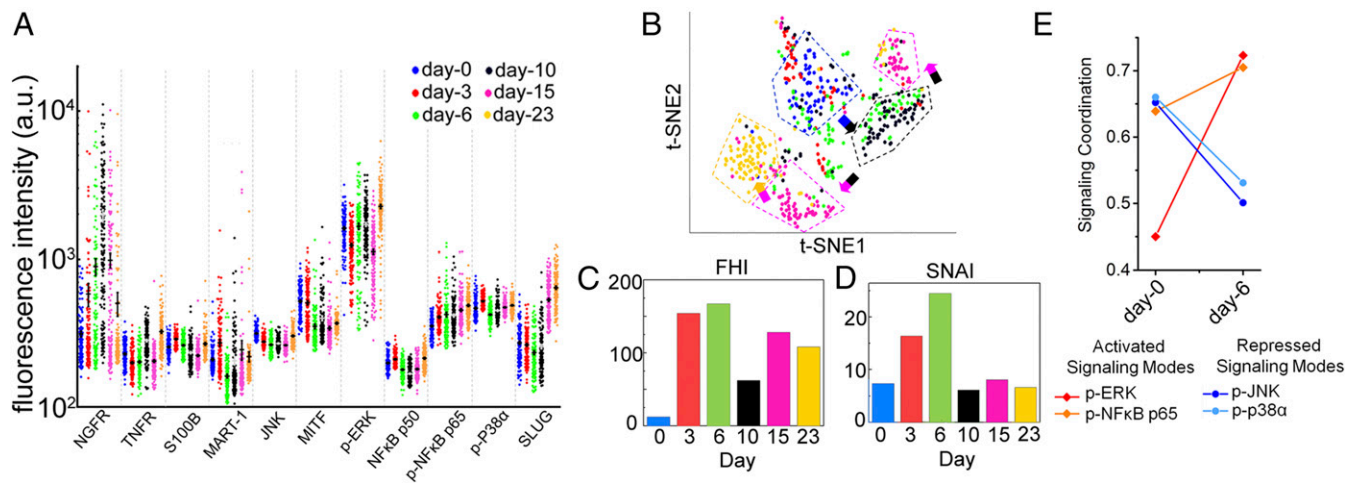 A
fluorescence intensity (a.u.)
10⁴
10³
10²
day-0
day-3
day-6
day-10
day-15
day-23
NGFR
TNFR
S100B
MART-1
JNK
MITF
p-ERK
NFκB p50
p-NFκB p65
p-P38α
SLUG
B
t-SNE2
t-SNE1
C
FHI
200
150
100
50
0
0 3 6 10 15 23
Day
D
SNAI
20
10
0
0 3 6 10 15 23
Day
E
Signaling Coordination
0.7
0.6
0.5
0.4
day-0
day-6
Activated
Signaling Modes
p-ERK
p-NFκB p65
Repressed
Signaling Modes
p-JNK
p-p38α